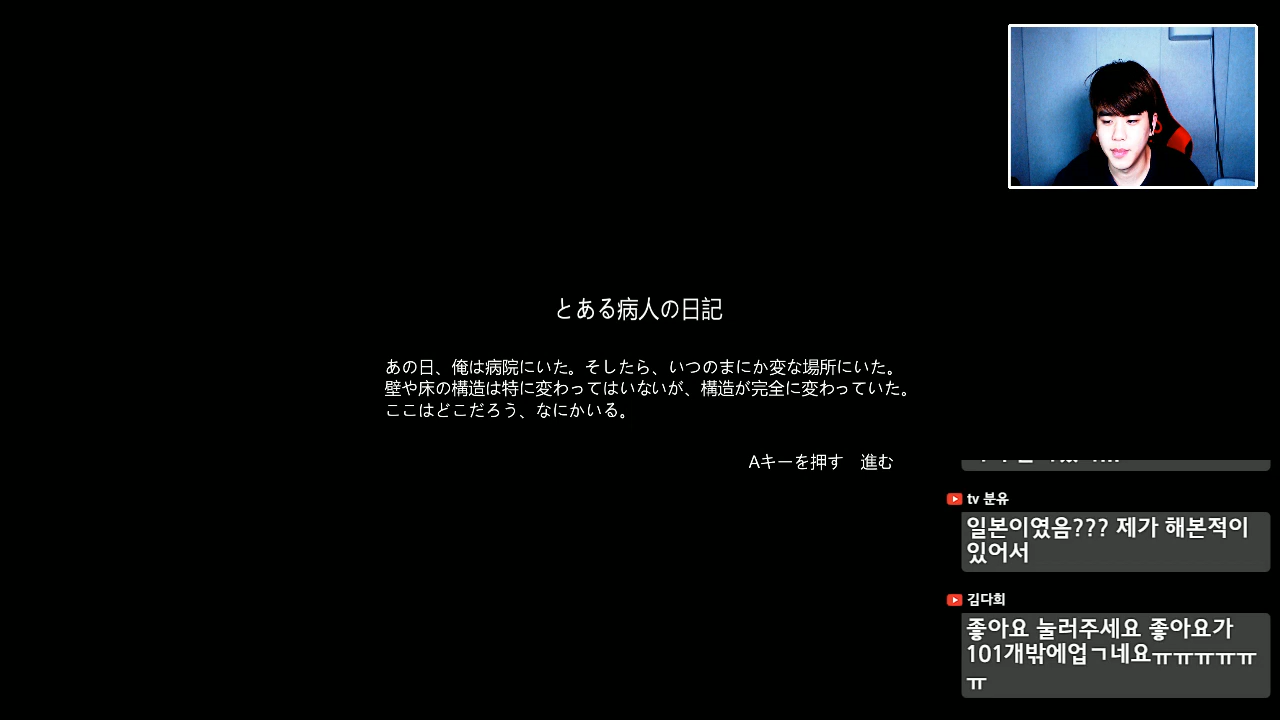 とある病人の日記
あの日、俺は病院にいた。そしたら、いつのまにか変な場所にいた。
壁や床の構造は特に変わってはいないが、構造が完全に変わっていた。
ここはどこだろう、なにかいる。
Aキーを押す　進む
tv 분유
일본이였음??? 제가 해본적이
있어서
김다희
좋아요 눌러주세요 좋아요가
101개밖에업ㄱ네요ㅠㅠㅠㅠㅠ
ㅠ